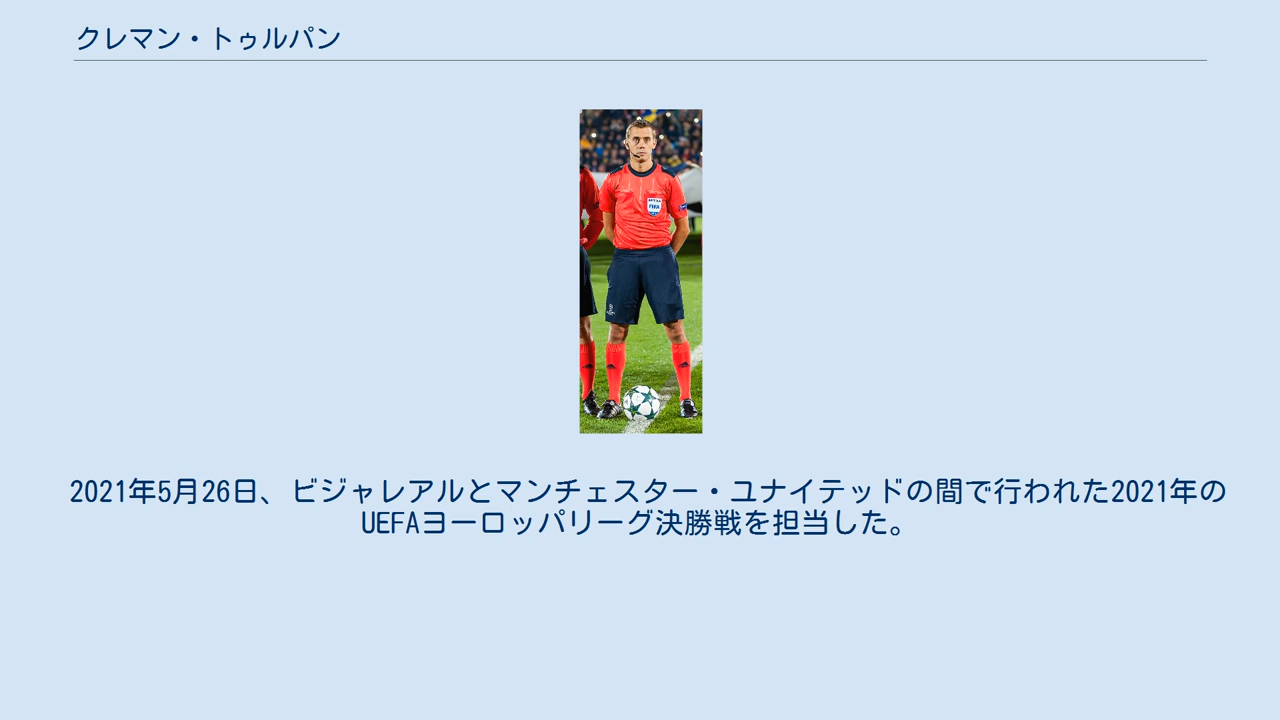 クレマン・トゥルパン
FIFA
2021年5月26日、ビジャレアルとマンチェスター・ユナイテッドの間で行われた2021年の
UEFAヨーロッパリーグ決勝戦を担当した。